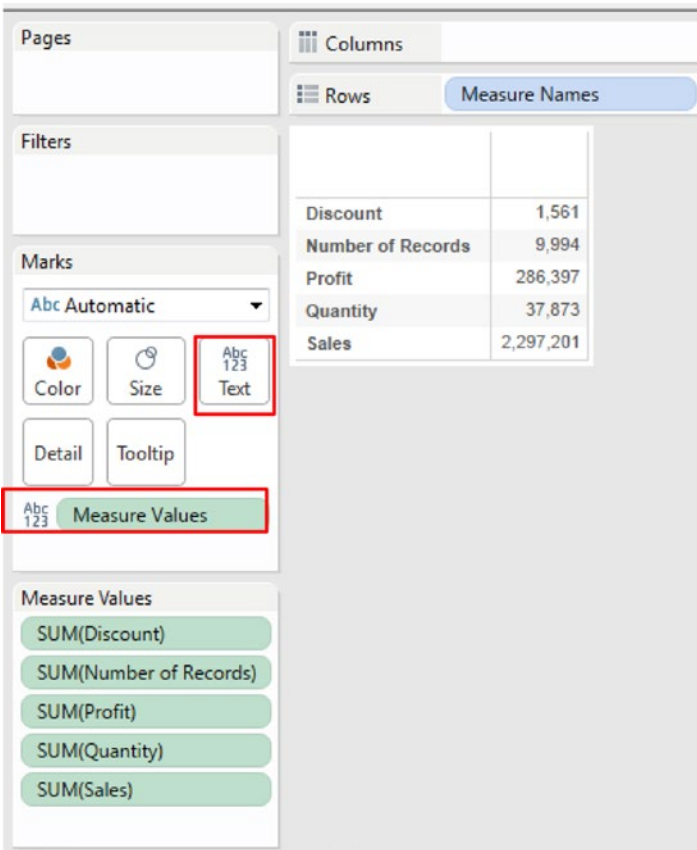 Pages
Columns
Rows Measure Names
Filters
Discount 1,561
Number of Records 9,994
Profit 286,397
Quantity 37,873
Sales 2,297,201
Marks
Abc Automatic
Color Size Abc 123 Text
Detail Tooltip
Abc 123 Measure Values
Measure Values
SUM(Discount)
SUM(Number of Records)
SUM(Profit)
SUM(Quantity)
SUM(Sales)